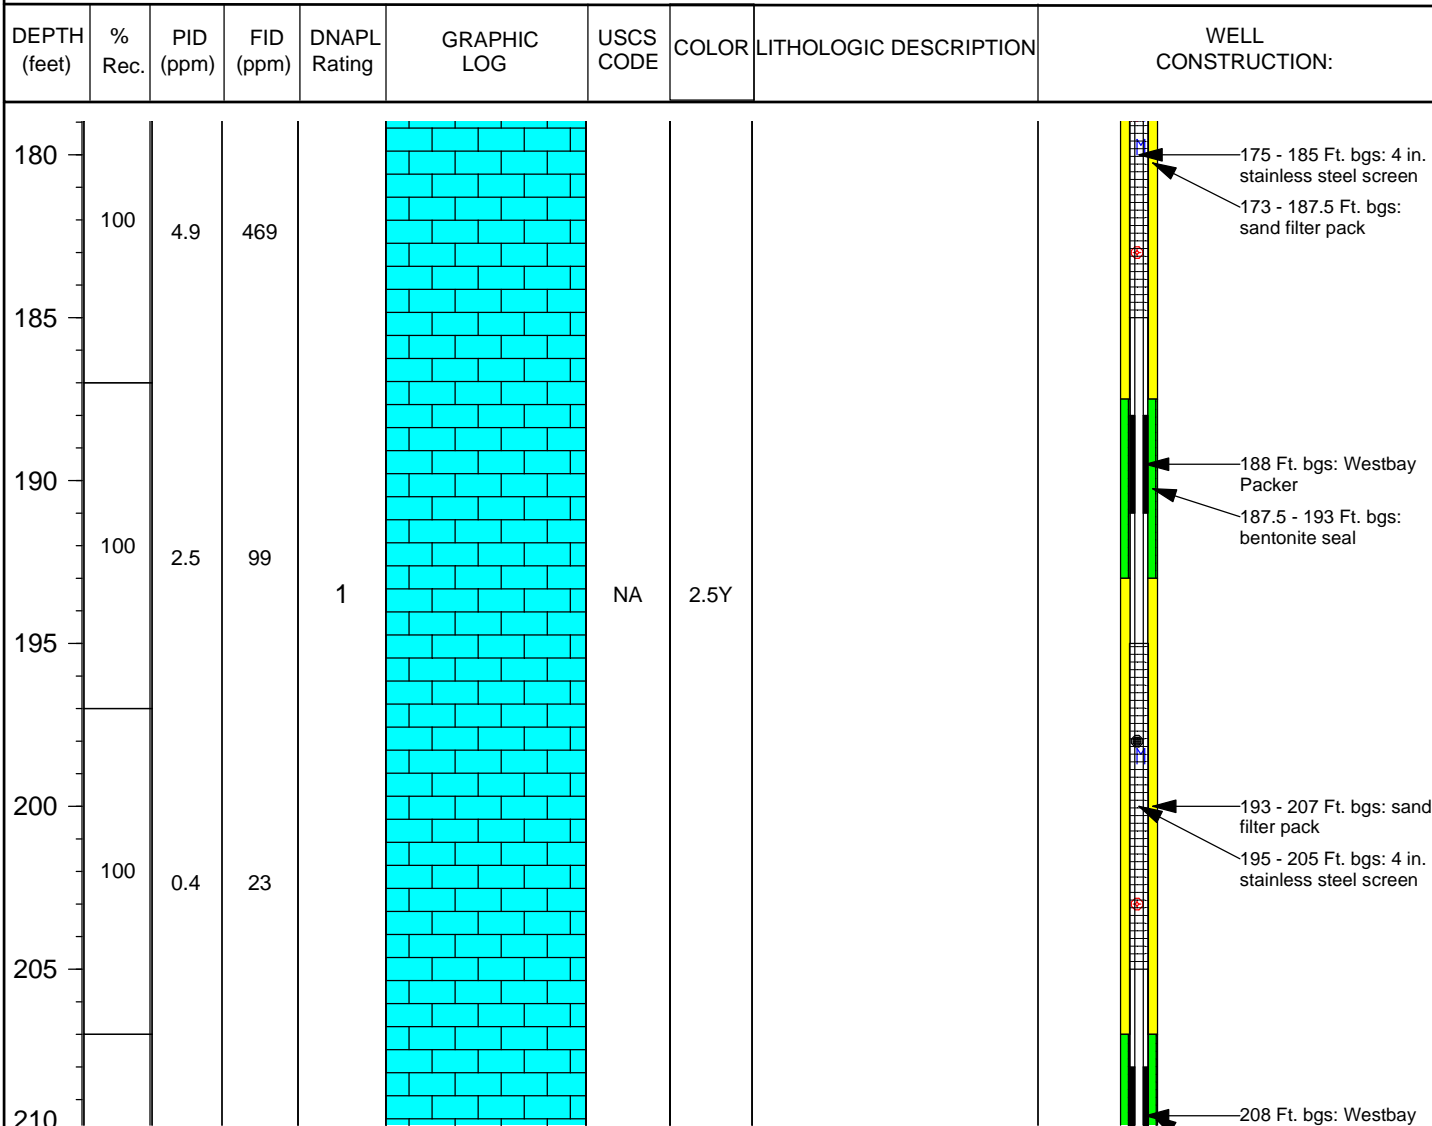 DEPTH
(feet)
%
Rec.
PID
(ppm)
FID
(ppm)
DNAPL
Rating
GRAPHIC
LOG
USCS
CODE
COLOR
LITHOLOGIC DESCRIPTION
WELL
CONSTRUCTION:
180
M
175 - 185 Ft. bgs: 4 in.
stainless steel screen
173 - 187.5 Ft. bgs:
sand filter pack
100
4.9
469
185
188 Ft. bgs: Westbay
Packer
190
187.5 - 193 Ft. bgs:
bentonite seal
100
2.5
99
1
NA
2.5Y
195
M
200
193 - 207 Ft. bgs: sand
filter pack
195 - 205 Ft. bgs: 4 in.
stainless steel screen
100
0.4
23
205
210
208 Ft. bgs: Westbay